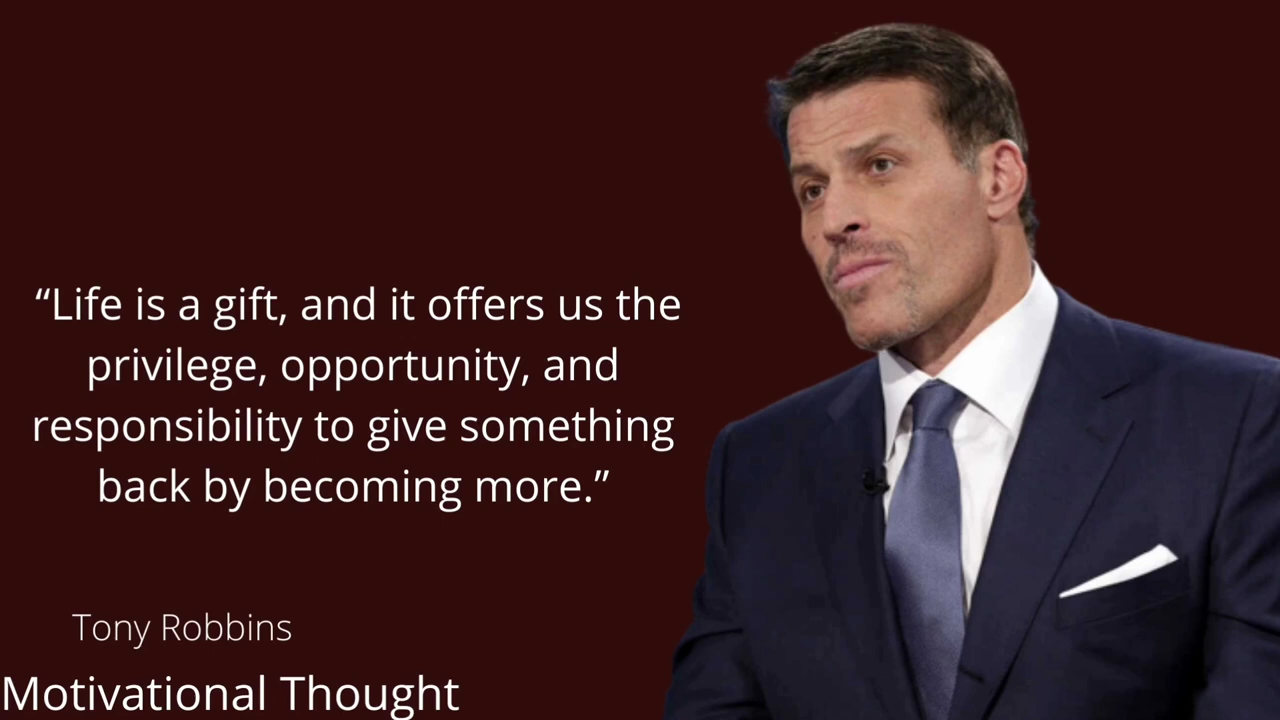 “Life is a gift, and it offers us the
privilege, opportunity, and
responsibility to give something
back by becoming more.”
Tony Robbins
Motivational Thought